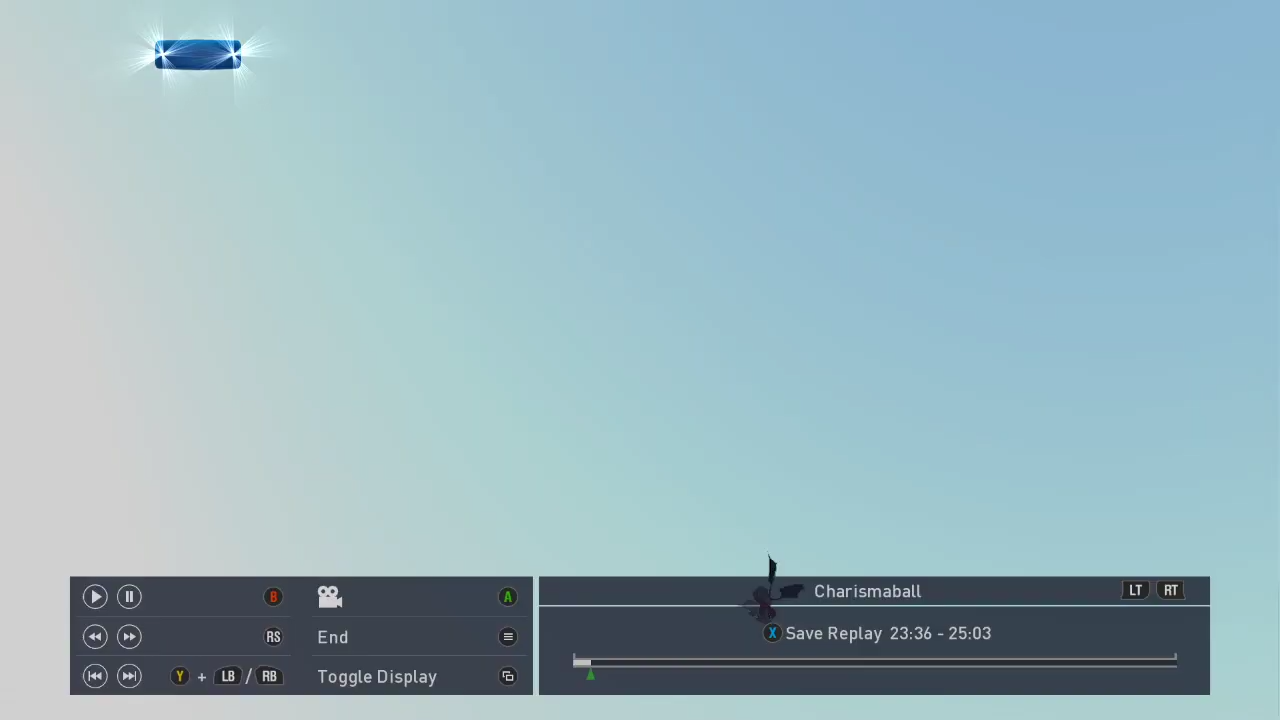 B
A
RS
End
Y + LB / RB
Toggle Display
Charismaball
LT RT
X Save Replay 23:36 - 25:03